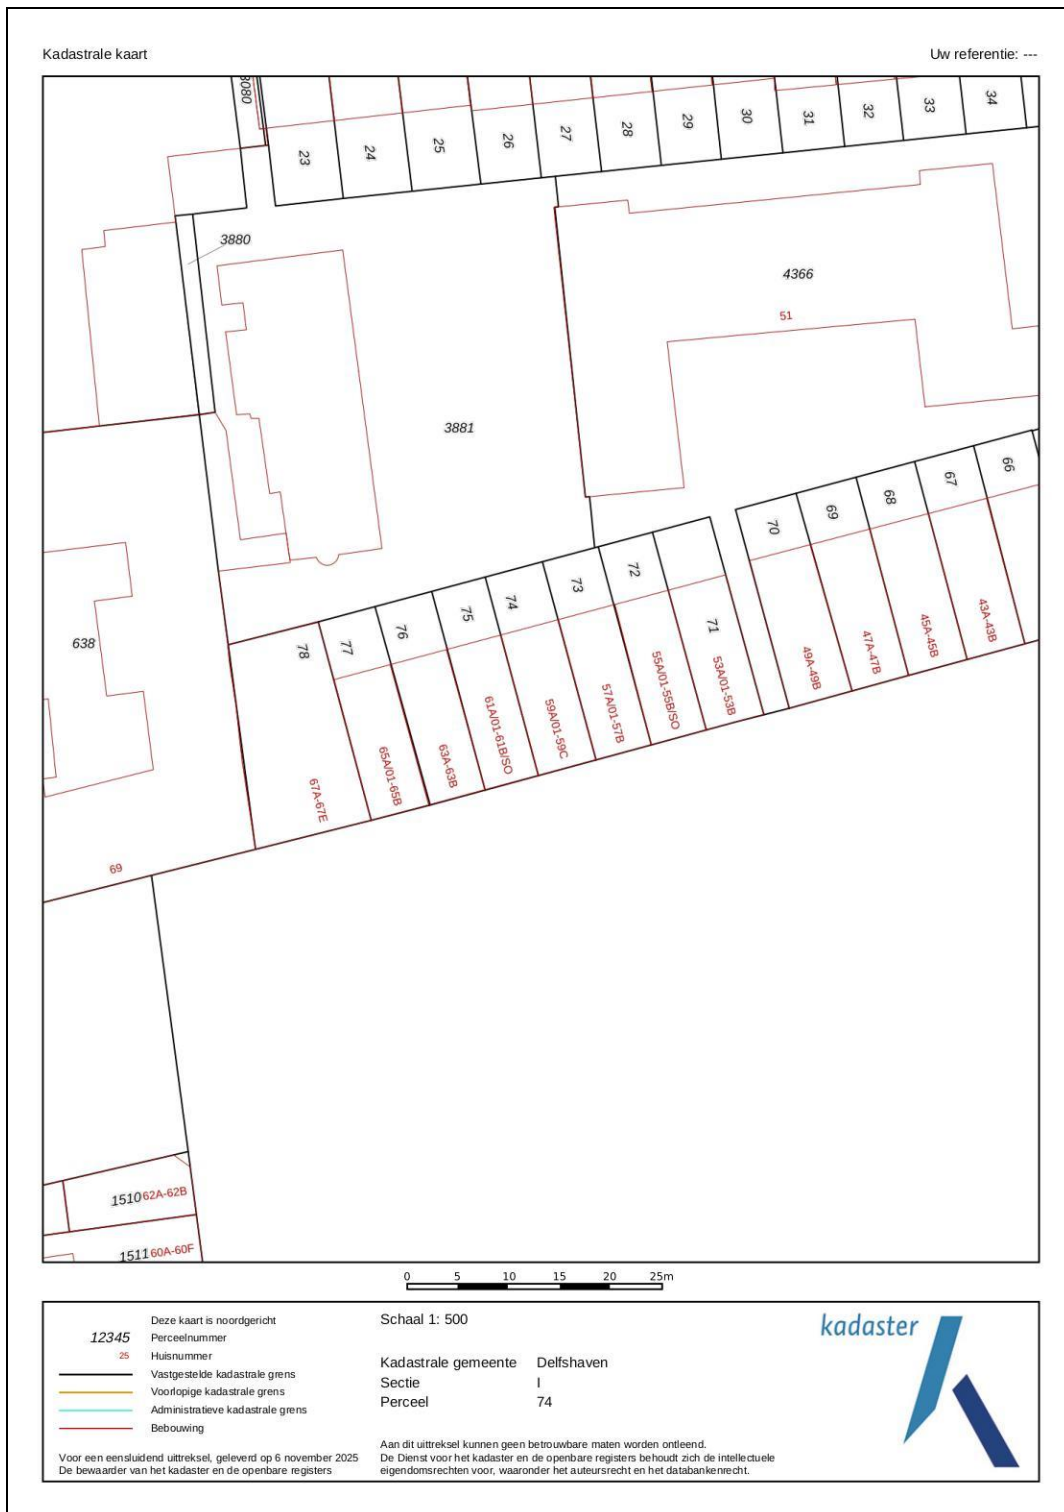 Kadastrale kaart
Uw referentie: ---
3080
23
24
25
26
27
28
29
30
31
32
33
34
3880
4366
51
3881
66
67
68
69
70
71
72
73
74
75
76
77
78
638
43A-43B
45A-45B
47A-47B
49A-49B
53A/01-53B
55A/01-55B/SO
57A/01-57B
59A/01-59C
61A/01-61B/SO
63A-63B
65A/01-65B
67A-67E
69
1510 62A-62B
1511 60A-60F
0 5 10 15 20 25m
Deze kaart is noordgericht
12345 Perceelnummer
25 Huisnummer
Vastgestelde kadastrale grens
Voorlopige kadastrale grens
Administratieve kadastrale grens
Bebouwing
Voor een eensluidend uittreksel, geleverd op 6 november 2025
De bewaarder van het kadaster en de openbare registers
Schaal 1: 500
Kadastrale gemeente Delfshaven
Sectie I
Perceel 74
Aan dit uittreksel kunnen geen betrouwbare maten worden ontleend.
De Dienst voor het kadaster en de openbare registers behoudt zich de intellectuele
eigendomsrechten voor, waaronder het auteursrecht en het databankenrecht.
kadaster